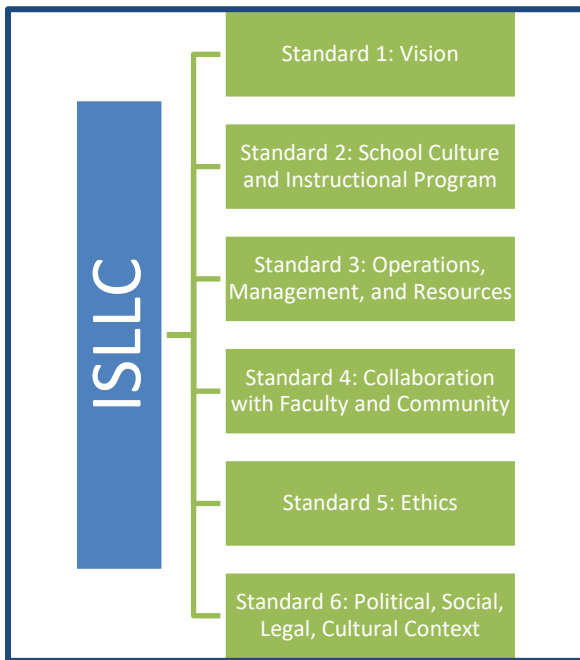 ISLLC
Standard 1: Vision
Standard 2: School Culture
and Instructional Program
Standard 3: Operations,
Management, and Resources
Standard 4: Collaboration
with Faculty and Community
Standard 5: Ethics
Standard 6: Political, Social,
Legal, Cultural Context